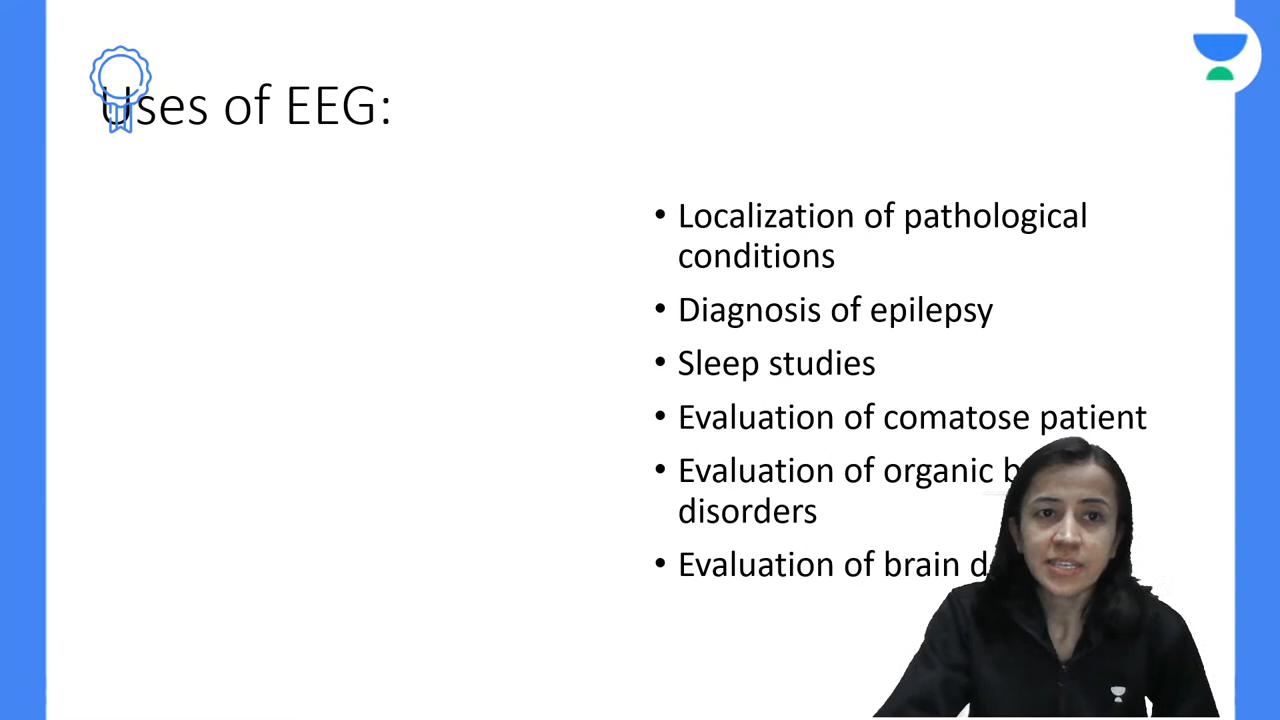 Uses of EEG:
• Localization of pathological
conditions
• Diagnosis of epilepsy
• Sleep studies
• Evaluation of comatose patient
• Evaluation of organic
disorders
• Evaluation of brain